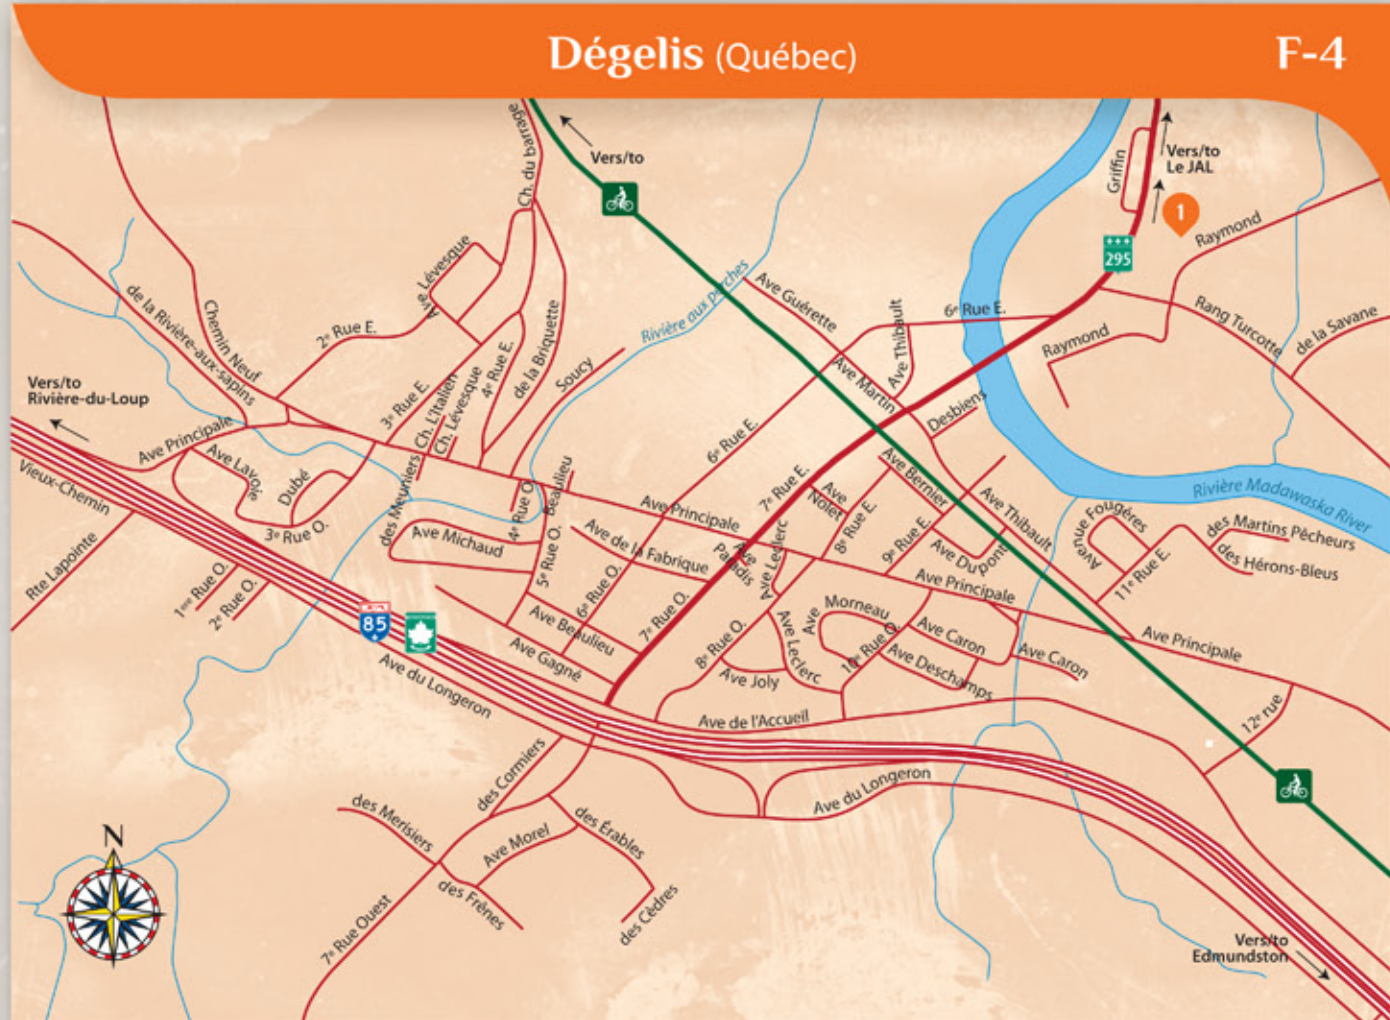 Dégelis (Québec)
F-4
Ch. du barrage
Vers/to
Griffin
Vers/to
Le JAL
1
295
Raymond
Ave Lévesque
Rivière aux perches
Ave Guérette
de la Rivière-aux-sapins
Chemin Neuf
2e Rue E.
de la Briquette
4e Rue E.
Soucy
Ave Thibault
6e Rue E.
Raymond
Rang Turcotte
de la Savane
Vers/to
Rivière-du-Loup
3e Rue E.
Ch. L'Italien
Ch. Lévesque
Ave Martin
Desbiens
6e Rue E.
Ave Principale
Ave Lavoie
Dubé
3e Rue O.
Vieux-Chemin
des Meuniers
4e Rue O.
Beaulieu
Ave Michaud
5e Rue O.
Ave Principale
7e Rue E.
Ave
Nolet
8e Rue E.
Ave Bernier
Ave Thibault
9e Rue E.
Ave Dupont
Avenue Fougères
Rivière Madawaska River
des Martins Pêcheurs
des Hérons-Bleus
11e Rue E.
Rte Lapointe
1ere Rue O.
2e Rue O.
Ave de la Fabrique
6e Rue O.
Ave
Paradis
Ave Leclerc
Ave Principale
85
Ave Beaulieu
7e Rue O.
Ave Gagné
8e Rue O.
Ave Leclerc
Ave
Morneau
10e Rue O.
Ave Caron
Ave Caron
Ave Deschamps
Ave Principale
Ave Joly
Ave du Longeron
Ave de l'Accueil
12e rue
des Cormiers
Ave du Longeron
des Merisiers
Ave Morel
des Érables
des Frênes
des Cèdres
7e Rue Ouest
N
Vers/to
Edmundston